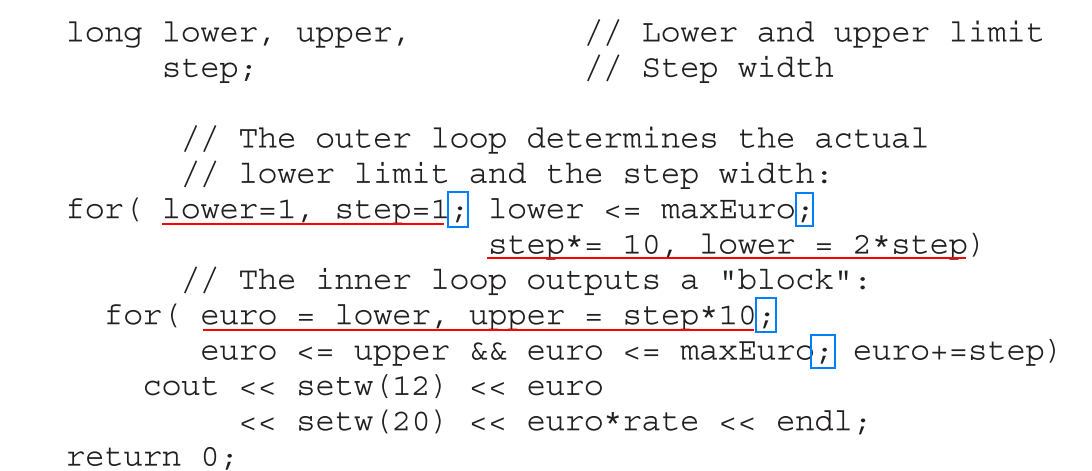 long lower, upper, // Lower and upper limit
step; // Step width
// The outer loop determines the actual
// lower limit and the step width:
for( lower=1, step=1; lower <= maxEuro;
step*= 10, lower = 2*step)
// The inner loop outputs a "block":
for( euro = lower, upper = step*10;
euro <= upper && euro <= maxEuro; euro+=step)
cout << setw(12) << euro
<< setw(20) << euro*rate << endl;
return 0;